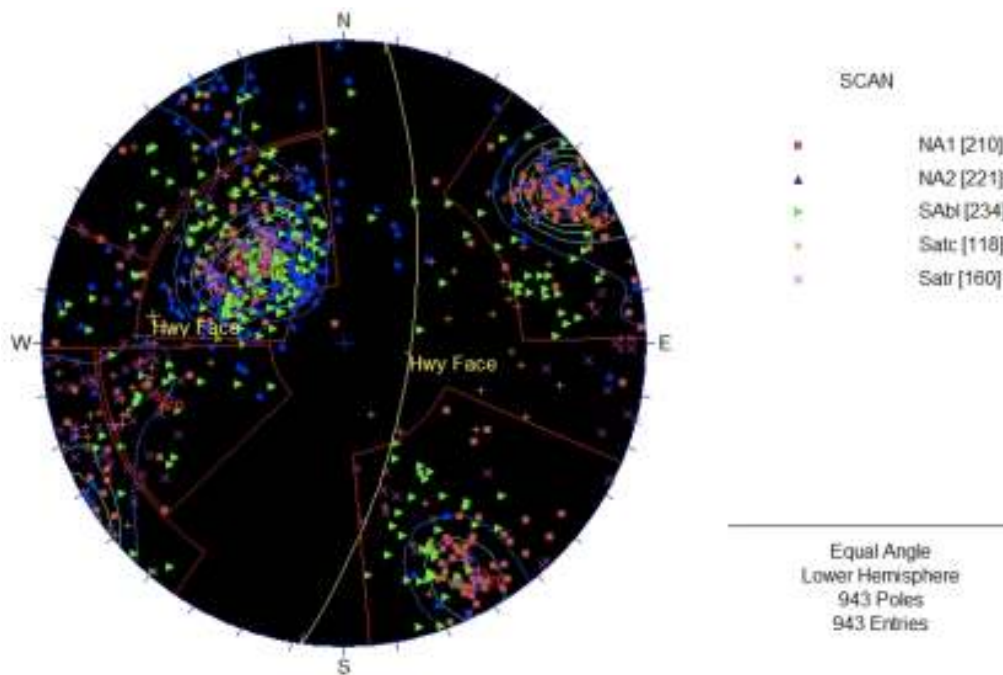 N
SCAN
NA1 [210]
NA2 [221]
SAbl [234]
Satc [118]
Satr [160]
Hwy Face
W
E
Hwy Face
S
Equal Angle
Lower Hemisphere
943 Poles
943 Entries